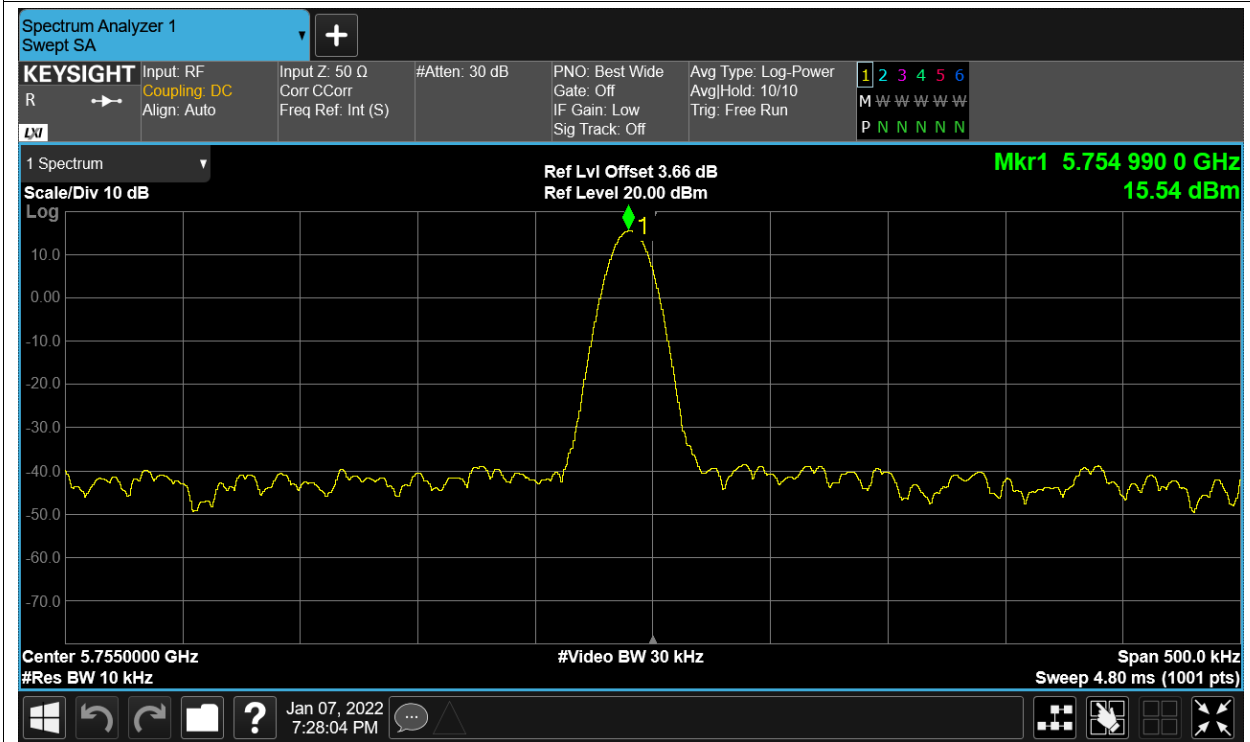 Spectrum Analyzer 1
Swept SA
+
KEYSIGHT
R
LXI
Input: RF
Coupling: DC
Align: Auto
Input Z: 50 Ω
Corr CCorr
Freq Ref: Int (S)
#Atten: 30 dB
PNO: Best Wide
Gate: Off
IF Gain: Low
Sig Track: Off
Avg Type: Log-Power
Avg|Hold: 10/10
Trig: Free Run
1 2 3 4 5 6
M W W W W W
P N N N N N
1 Spectrum
Scale/Div 10 dB
Ref Lvl Offset 3.66 dB
Ref Level 20.00 dBm
Mkr1 5.754 990 0 GHz
15.54 dBm
Log
1
10.0
0.00
-10.0
-20.0
-30.0
-40.0
-50.0
-60.0
-70.0
Center 5.7550000 GHz
#Res BW 10 kHz
#Video BW 30 kHz
Span 500.0 kHz
Sweep 4.80 ms (1001 pts)
?
Jan 07, 2022
7:28:04 PM